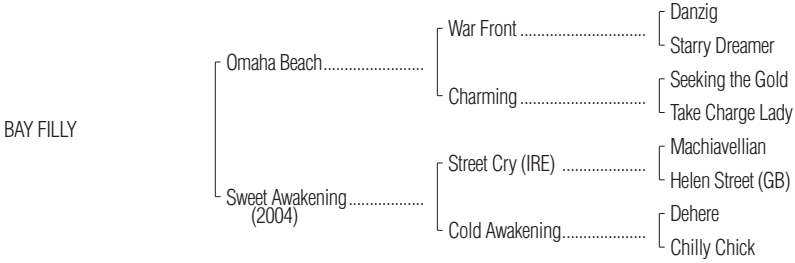 Danzig
War Front ..............................
Starry Dreamer
Omaha Beach........................
Seeking the Gold
Charming ..............................
Take Charge Lady
BAY FILLY
Machiavellian
Street Cry (IRE) ....................
Helen Street (GB)
Sweet Awakening..................
(2004)
Dehere
Cold Awakening....................
Chilly Chick